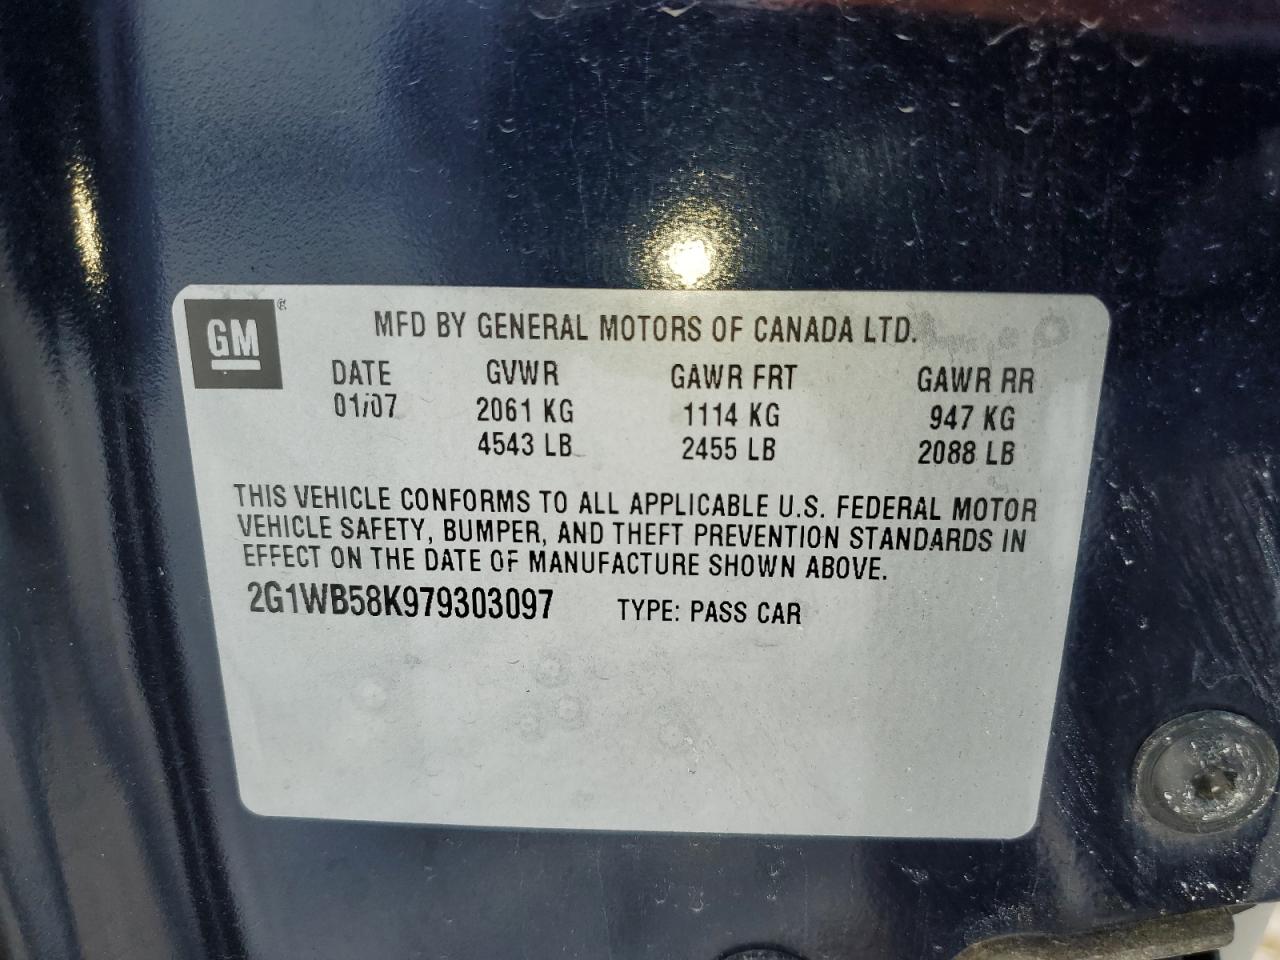 GM®
MFD BY GENERAL MOTORS OF CANADA LTD.
DATE GVWR GAWR FRT GAWR RR
01/07 2061 KG 1114 KG 947 KG
4543 LB 2455 LB 2088 LB
THIS VEHICLE CONFORMS TO ALL APPLICABLE U.S. FEDERAL MOTOR
VEHICLE SAFETY, BUMPER, AND THEFT PREVENTION STANDARDS IN
EFFECT ON THE DATE OF MANUFACTURE SHOWN ABOVE.
2G1WB58K979303097 TYPE: PASS CAR